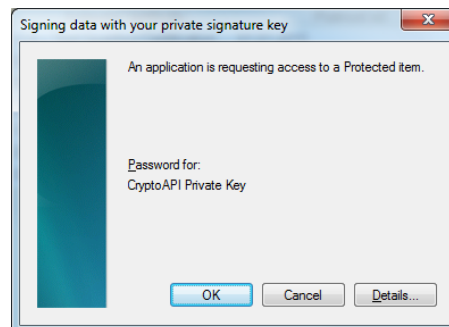 Signing data with your private signature key
An application is requesting access to a Protected item.
Password for:
CryptoAPI Private Key
OK Cancel Details...